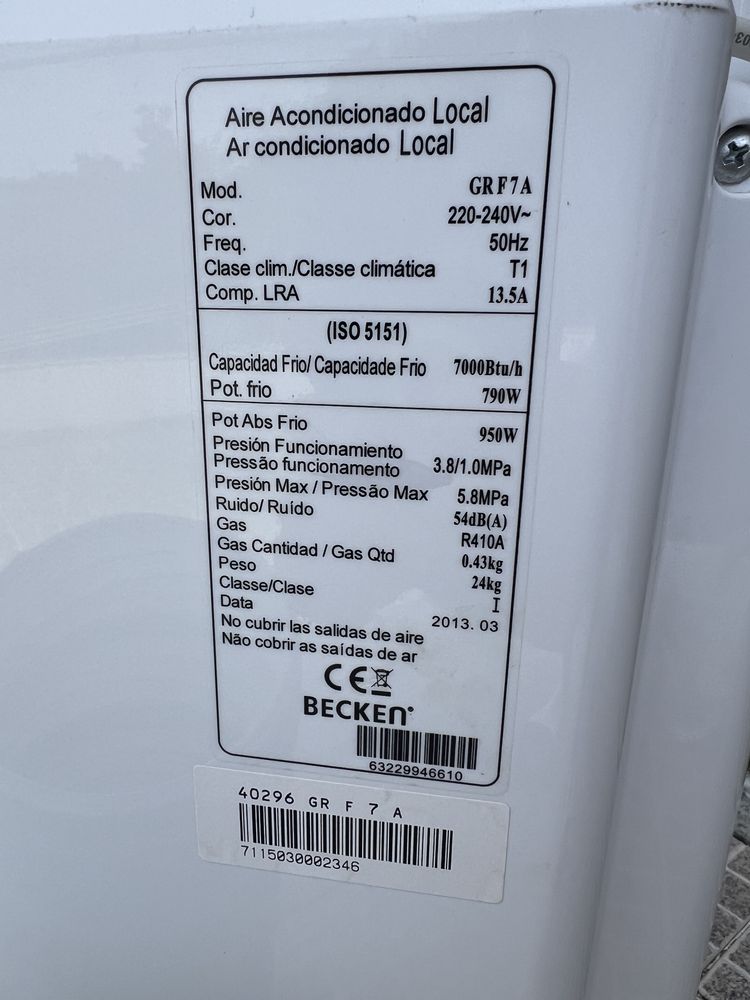 Aire Acondicionado Local
Ar condicionado Local
Mod. GR F7A
Cor. 220-240V~
Freq. 50Hz
Clase clim./Classe climática T1
Comp. LRA 13.5A
(ISO 5151)
Capacidad Frio/ Capacidade Frio 7000Btu/h
Pot. frio 790W
Pot Abs Frio 950W
Presión Funcionamiento
Pressão funcionamento 3.8/1.0MPa
Presión Max / Pressão Max 5.8MPa
Ruido/ Ruído 54dB(A)
Gas R410A
Gas Cantidad / Gas Qtd 0.43kg
Peso 24kg
Classe/Clase I
Data 2013. 03
No cubrir las salidas de aire
Não cobrir as saídas de ar
CE
BECKEN
63229946610
40296 GR F 7 A
7115030002346